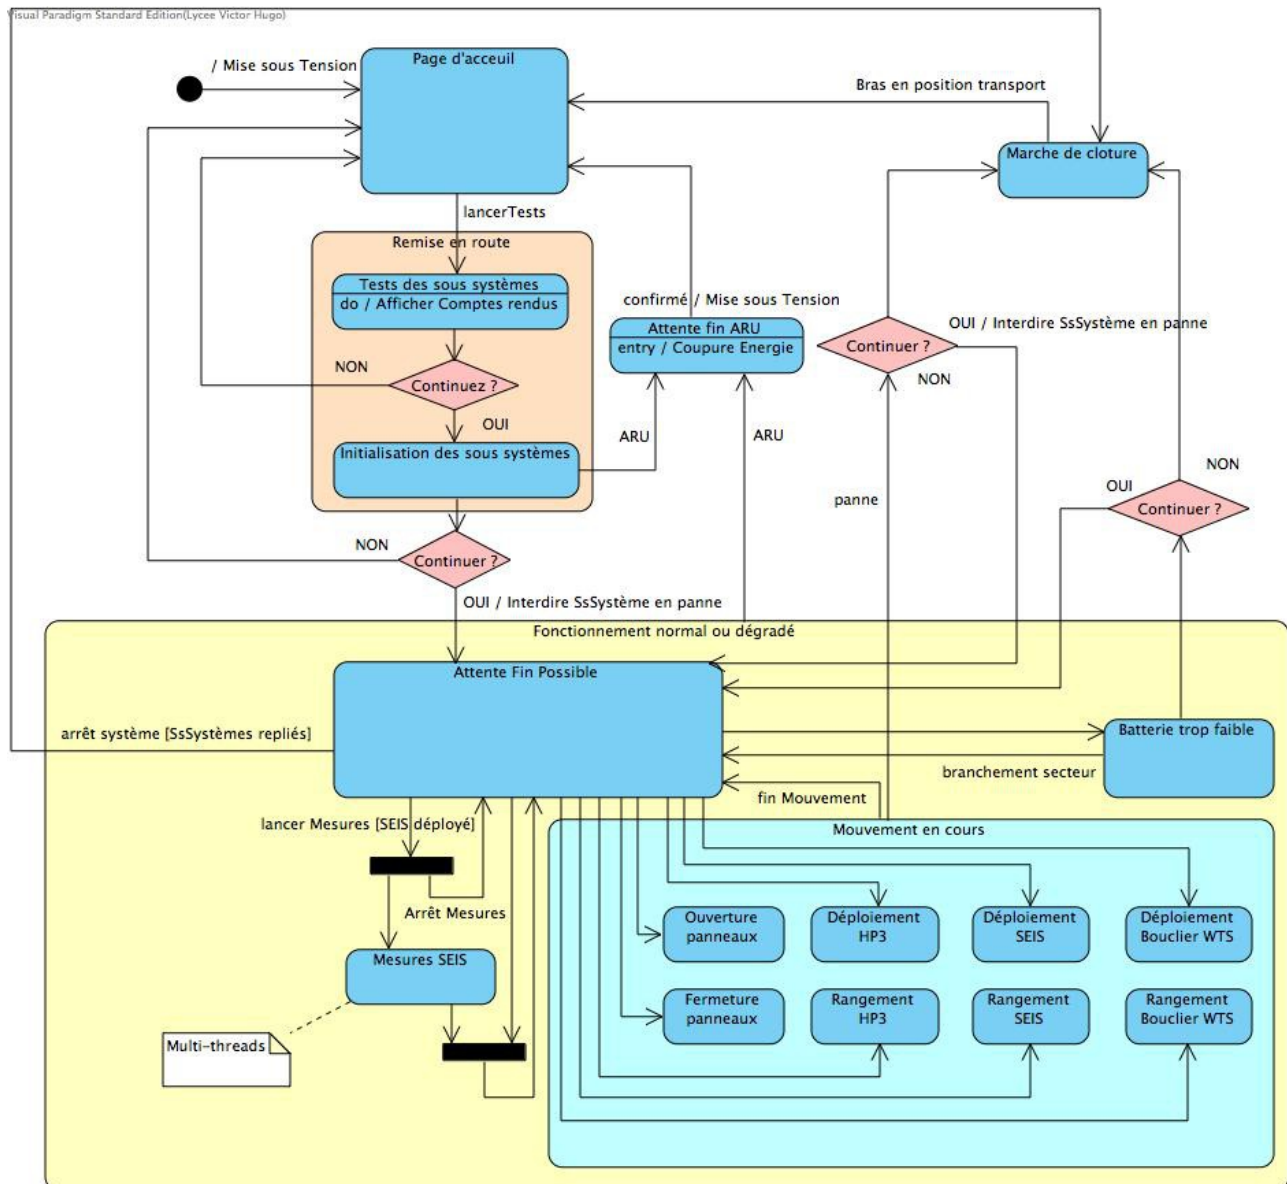 Visual Paradigm Standard Edition(Lycee Victor Hugo)
Page d'acceuil
/ Mise sous Tension
Bras en position transport
Marche de cloture
lancerTests
Remise en route
Tests des sous systèmes
do / Afficher Comptes rendus
confirmé / Mise sous Tension
Attente fin ARU
entry / Coupure Energie
OUI / Interdire SsSystème en panne
Continuer ?
NON
NON
Continuez ?
OUI
ARU
ARU
Initialisation des sous systèmes
panne
NON
OUI
Continuer ?
NON
Continuer ?
OUI / Interdire SsSystème en panne
Fonctionnement normal ou dégradé
Attente Fin Possible
arrêt système [SsSystèmes repliés]
Batterie trop faible
branchement secteur
fin Mouvement
lancer Mesures [SEIS déployé]
Mouvement en cours
Arrêt Mesures
Ouverture
panneaux
Déploiement
HP3
Déploiement
SEIS
Déploiement
Bouclier WTS
Mesures SEIS
Fermeture
panneaux
Rangement
HP3
Rangement
SEIS
Rangement
Bouclier WTS
Multi-threads